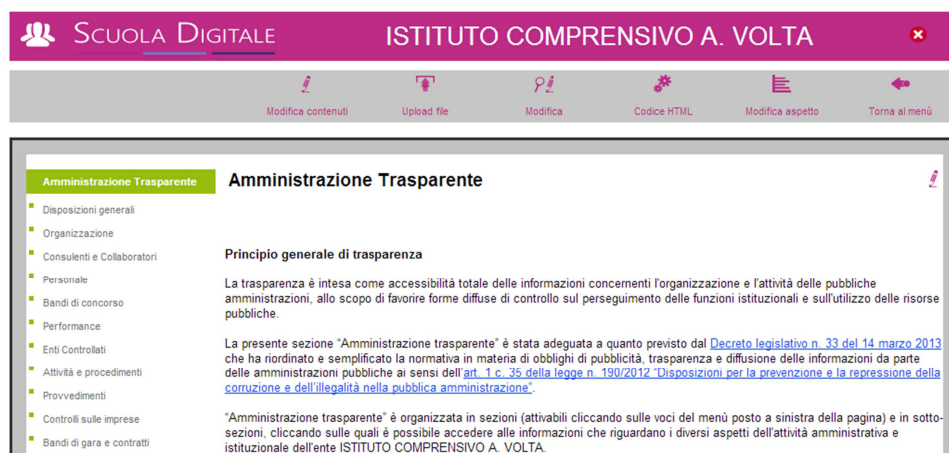 SCUOLA DIGITALE
ISTITUTO COMPRENSIVO A. VOLTA
Modifica contenuti
Upload file
Modifica
Codice HTML
Modifica aspetto
Torna al menù
Amministrazione Trasparente
Disposizioni generali
Organizzazione
Consulenti e Collaboratori
Personale
Bandi di concorso
Performance
Enti Controllati
Attività e procedimenti
Provvedimenti
Controlli sulle imprese
Bandi di gara e contratti
Amministrazione Trasparente
Principio generale di trasparenza
La trasparenza è intesa come accessibilità totale delle informazioni concernenti l'organizzazione e l'attività delle pubbliche
amministrazioni, allo scopo di favorire forme diffuse di controllo sul perseguimento delle funzioni istituzionali e sull'utilizzo delle risorse
pubbliche.
La presente sezione "Amministrazione trasparente" è stata adeguata a quanto previsto dal Decreto legislativo n. 33 del 14 marzo 2013
che ha riordinato e semplificato la normativa in materia di obblighi di pubblicità, trasparenza e diffusione delle informazioni da parte
delle amministrazioni pubbliche ai sensi dell'art. 1 c. 35 della legge n. 190/2012 "Disposizioni per la prevenzione e la repressione della
corruzione e dell'illegalità nella pubblica amministrazione".
"Amministrazione trasparente" è organizzata in sezioni (attivabili cliccando sulle voci del menù posto a sinistra della pagina) e in sotto-
sezioni, cliccando sulle quali è possibile accedere alle informazioni che riguardano i diversi aspetti dell'attività amministrativa e
istituzionale dell'ente ISTITUTO COMPRENSIVO A. VOLTA.